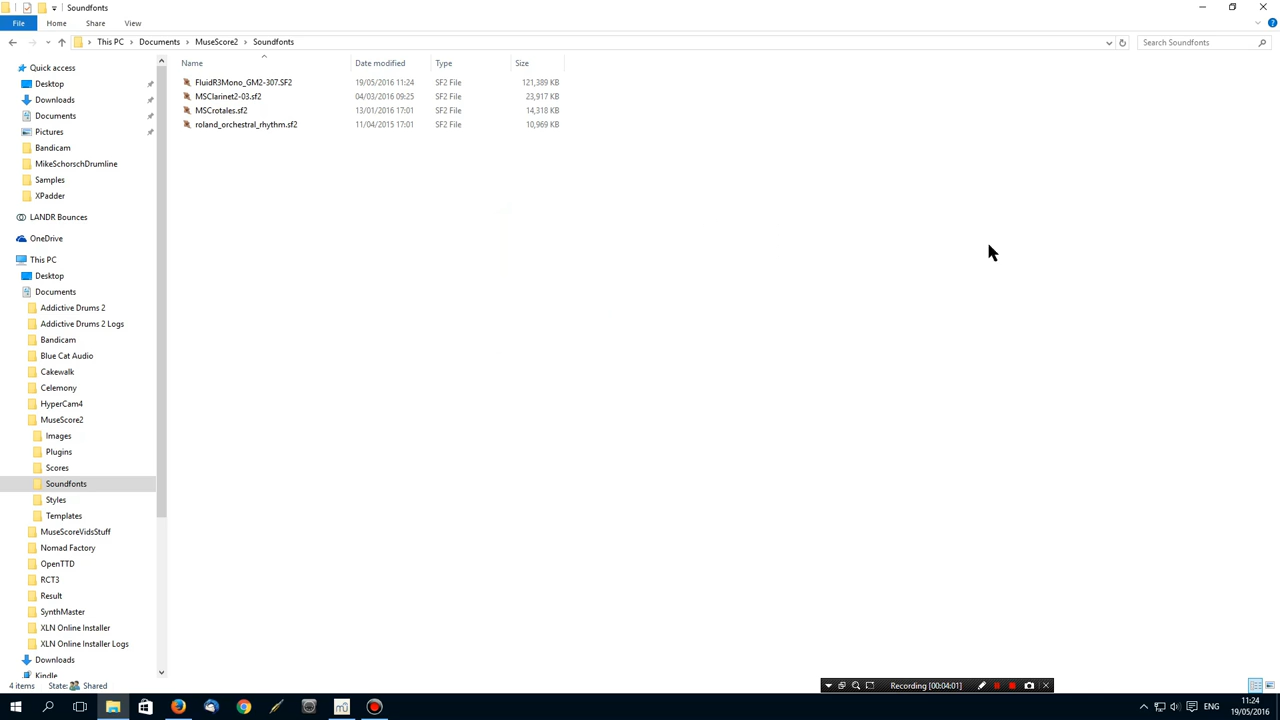 Soundfonts
File Home Share View
This PC Documents MuseScore2 Soundfonts Search Soundfonts
Name Date modified Type Size
Quick access
Desktop
Downloads
Documents
Pictures
Bandicam
MikeSchorschDrumline
Samples
XPadder
LANDR Bounces
OneDrive
This PC
Desktop
Documents
Addictive Drums 2
Addictive Drums 2 Logs
Bandicam
Blue Cat Audio
Cakewalk
Celemony
HyperCam4
MuseScore2
Images
Plugins
Scores
Soundfonts
Styles
Templates
MuseScoreVidsStuff
Nomad Factory
OpenTTD
RCT3
Result
SynthMaster
XLN Online Installer
XLN Online Installer Logs
Downloads
Kindle
FluidR3Mono_GM2-307.SF2 19/05/2016 11:24 SF2 File 121,389 KB
MSClarinet2-03.sf2 04/03/2016 09:25 SF2 File 23,917 KB
MSCrotales.sf2 13/01/2016 17:01 SF2 File 14,318 KB
roland_orchestral_rhythm.sf2 11/04/2015 17:01 SF2 File 10,969 KB
4 items State: Shared
Recording [00:04:01]
ENG
11:24
19/05/2016